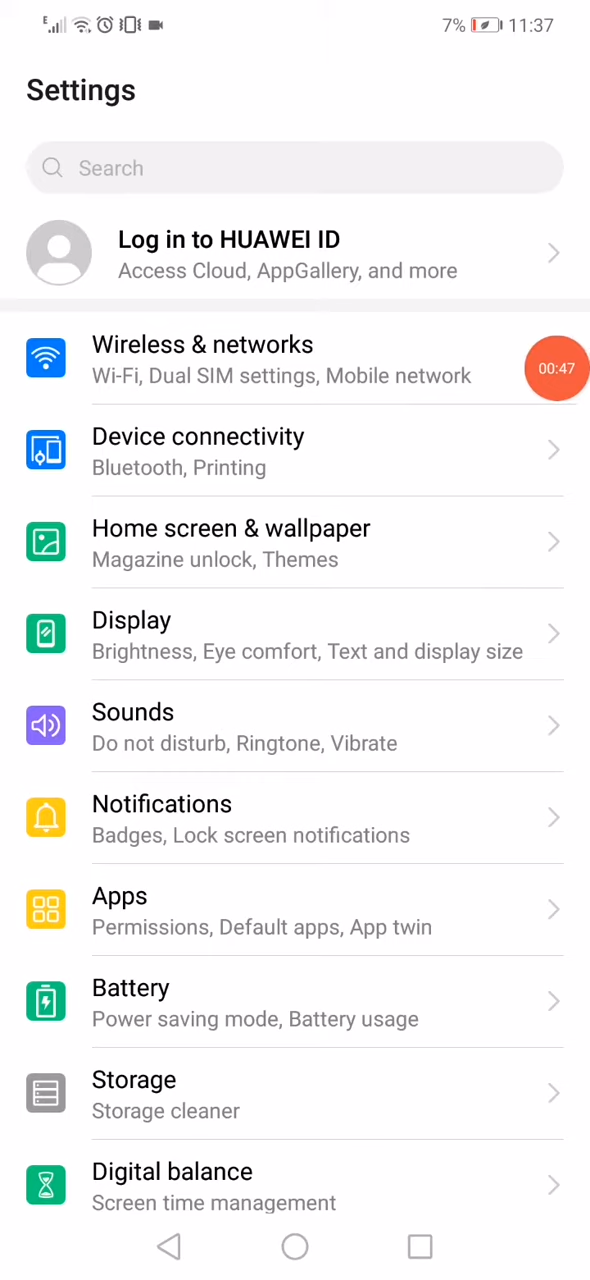 E
7% 11:37
Settings
Search
Log in to HUAWEI ID
Access Cloud, AppGallery, and more
Wireless & networks
Wi-Fi, Dual SIM settings, Mobile network
00:47
Device connectivity
Bluetooth, Printing
Home screen & wallpaper
Magazine unlock, Themes
Display
Brightness, Eye comfort, Text and display size
Sounds
Do not disturb, Ringtone, Vibrate
Notifications
Badges, Lock screen notifications
Apps
Permissions, Default apps, App twin
Battery
Power saving mode, Battery usage
Storage
Storage cleaner
Digital balance
Screen time management